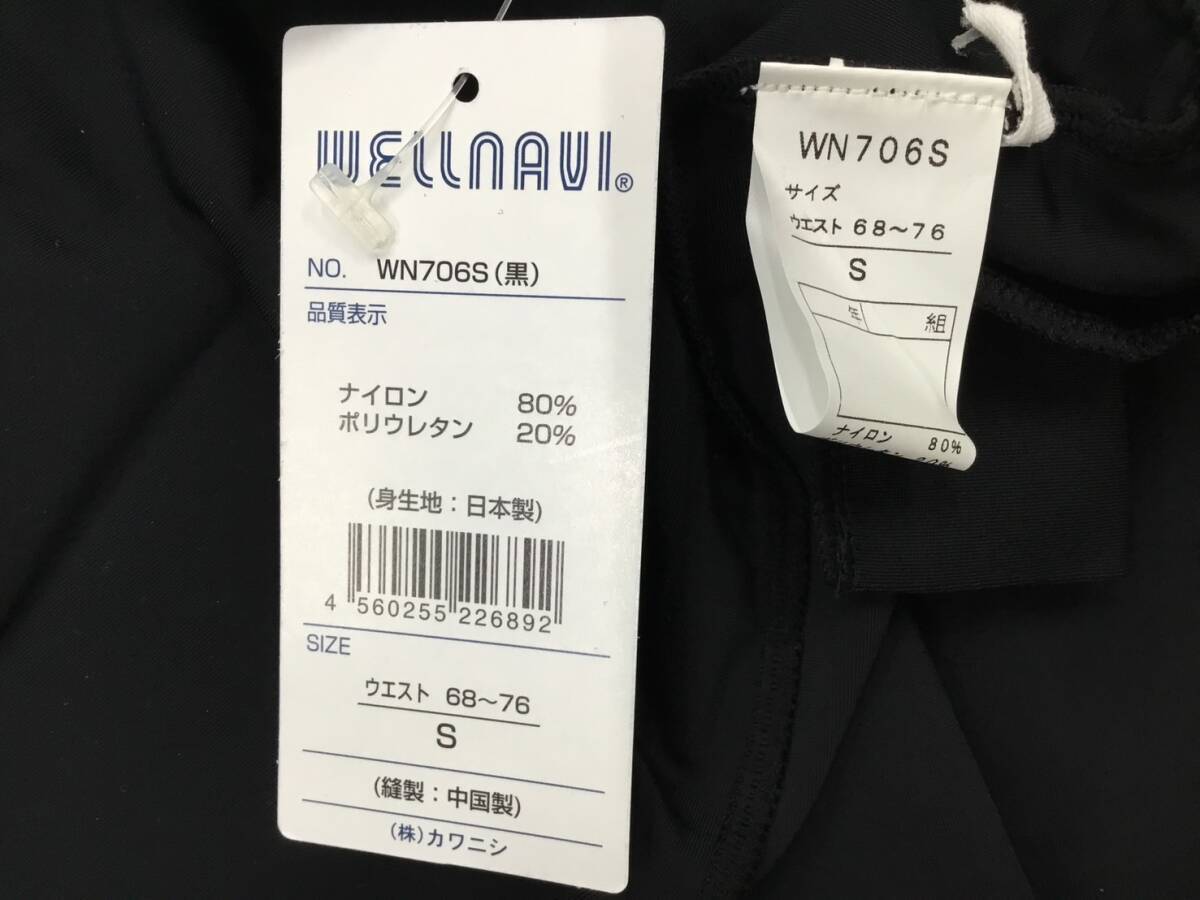 WELLNAVI®
NO. WN706S(黒)
品質表示
ナイロン 80%
ポリウレタン 20%
(身生地:日本製)
4 560255 226892
SIZE
ウエスト 68〜76
S
(縫製:中国製)
(株)カワニシ
WN706S
サイズ
ウエスト 68〜76
S
年 組
ナイロン 80%
20%